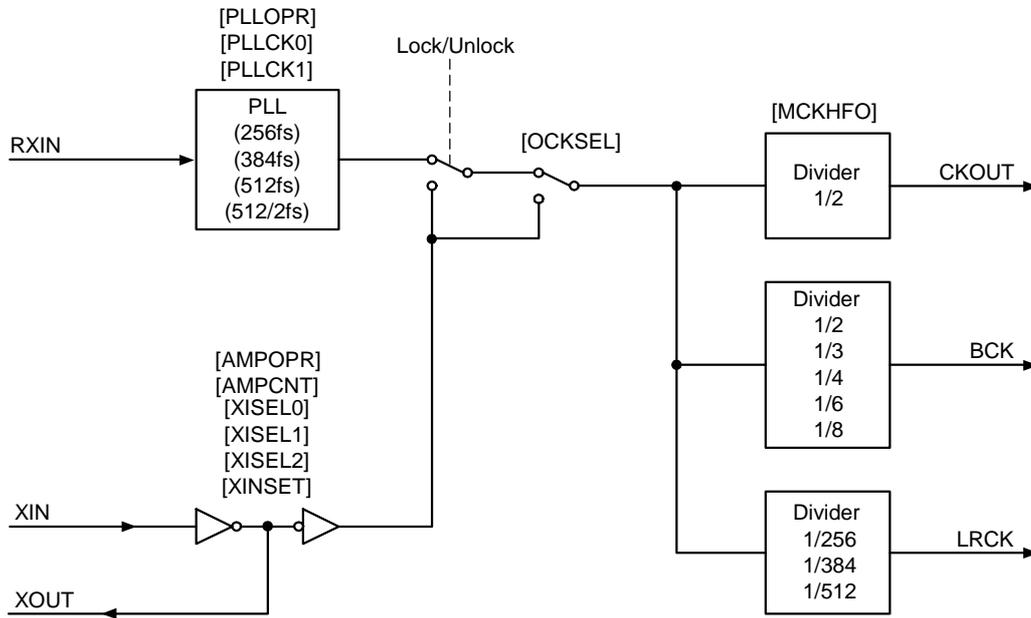 [PLLOPR]
[PLLCK0]
[PLLCK1]
Lock/Unlock
RXIN
PLL
(256fs)
(384fs)
(512fs)
(512/2fs)
[OCKSEL]
[MCKHFO]
Divider
1/2
CKOUT
Divider
1/2
1/3
1/4
1/6
1/8
BCK
[AMPOPR]
[AMPCNT]
[XISEL0]
[XISEL1]
[XISEL2]
[XINSET]
XIN
XOUT
Divider
1/256
1/384
1/512
LRCK